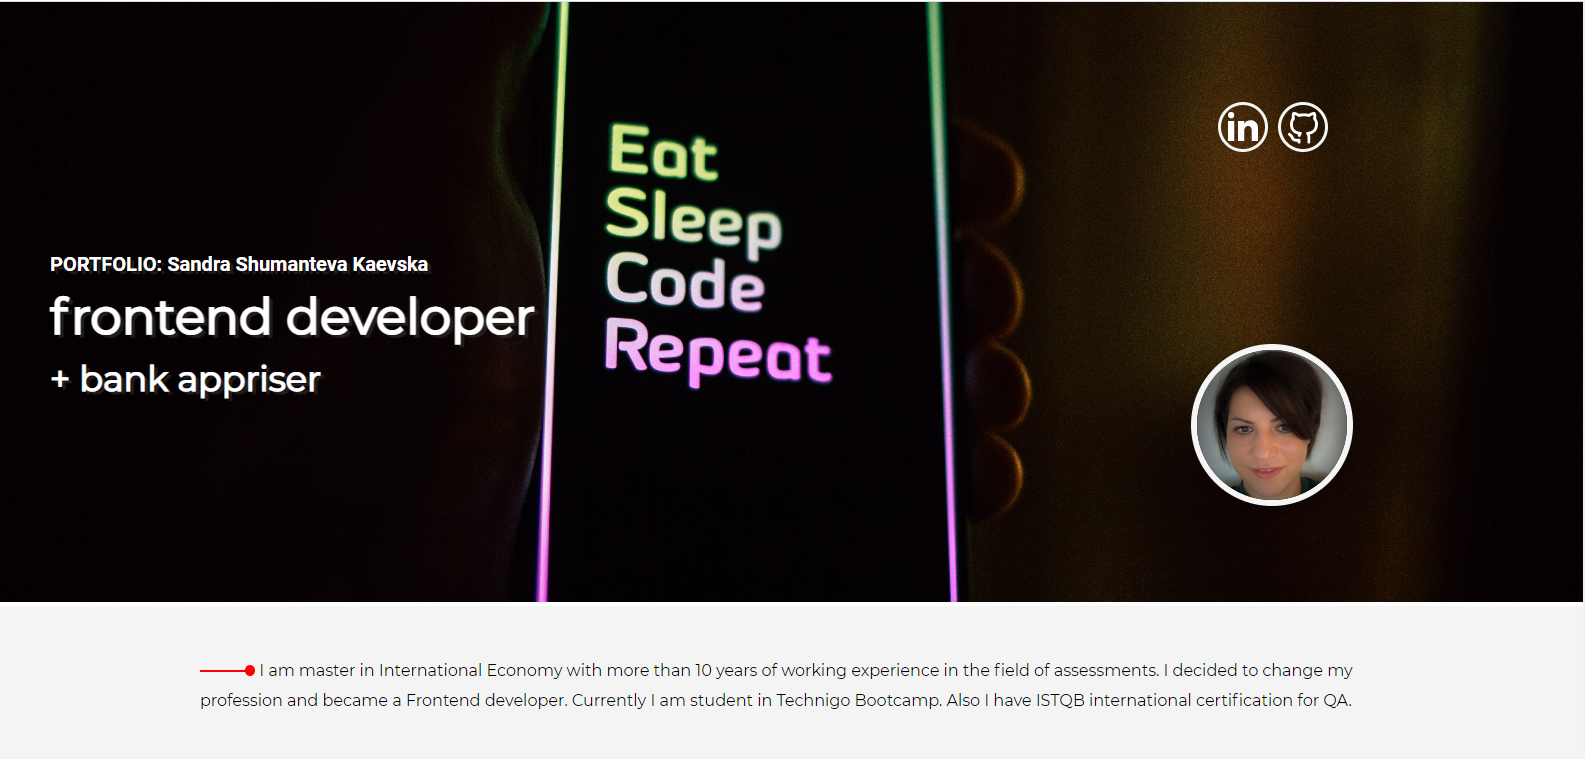 Eat
Sleep
Code
Repeat
in
PORTFOLIO: Sandra Shumanteva Kaevska
frontend developer
+ bank appriser
I am master in International Economy with more than 10 years of working experience in the field of assessments. I decided to change my
profession and became a Frontend developer. Currently I am student in Technigo Bootcamp. Also I have ISTQB international certification for QA.